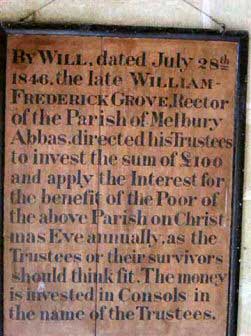 BY WILL, dated July 28th
1846, the late WILLIAM-
FREDERICK GROVE, Rector
of the Parish of Melbury
Abbas, directed his Trustees
to invest the sum of £100
and apply the Interest for
the benefit of the Poor of
the above Parish on Christ
mas Eve annually, as the
Trustees or their survivors
should think fit. The money
is invested in Consols in
the name of the Trustees.